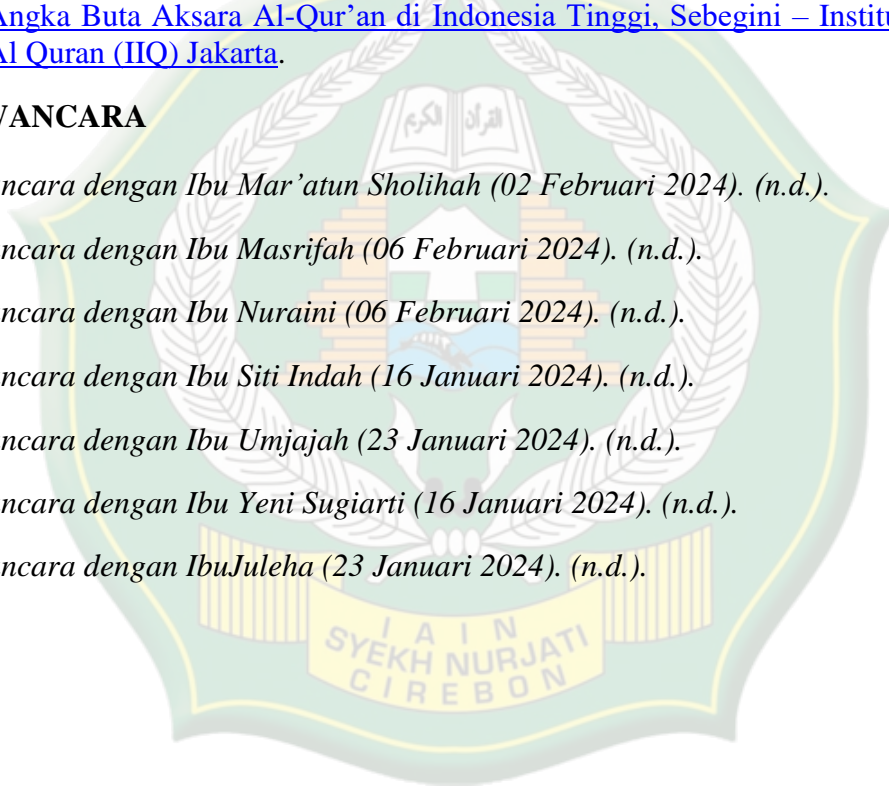 Angka Buta Aksara Al-Qur’an di Indonesia Tinggi, Sebegini – Institu
Al Quran (IIQ) Jakarta.
WANCARA
ncara dengan Ibu Mar’atun Sholihah (02 Februari 2024). (n.d.).
ncara dengan Ibu Masrifah (06 Februari 2024). (n.d.).
ncara dengan Ibu Nuraini (06 Februari 2024). (n.d.).
ncara dengan Ibu Siti Indah (16 Januari 2024). (n.d.).
ncara dengan Ibu Umjajah (23 Januari 2024). (n.d.).
ncara dengan Ibu Yeni Sugiarti (16 Januari 2024). (n.d.).
ncara dengan IbuJuleha (23 Januari 2024). (n.d.).
القرآن الكريم
IAIN
SYEKH NURJATI
CIREBON